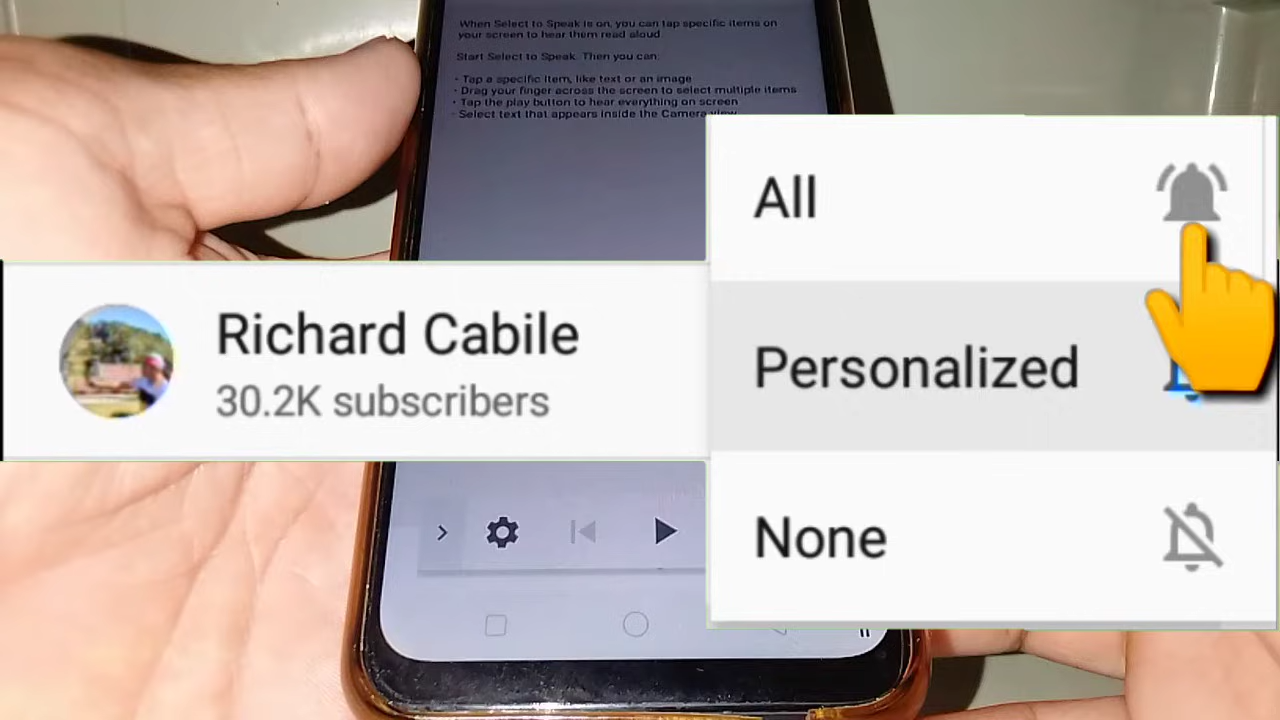 When Select to Speak is on, you can tap specific items on
your screen to hear them read aloud
Start Select to Speak. Then you can:
• Tap a specific item, like text or an image
• Drag your finger across the screen to select multiple items
• Tap the play button to hear everything on screen
• Select text that appears inside the Camera view
All
Richard Cabile
30.2K subscribers
Personalized
None